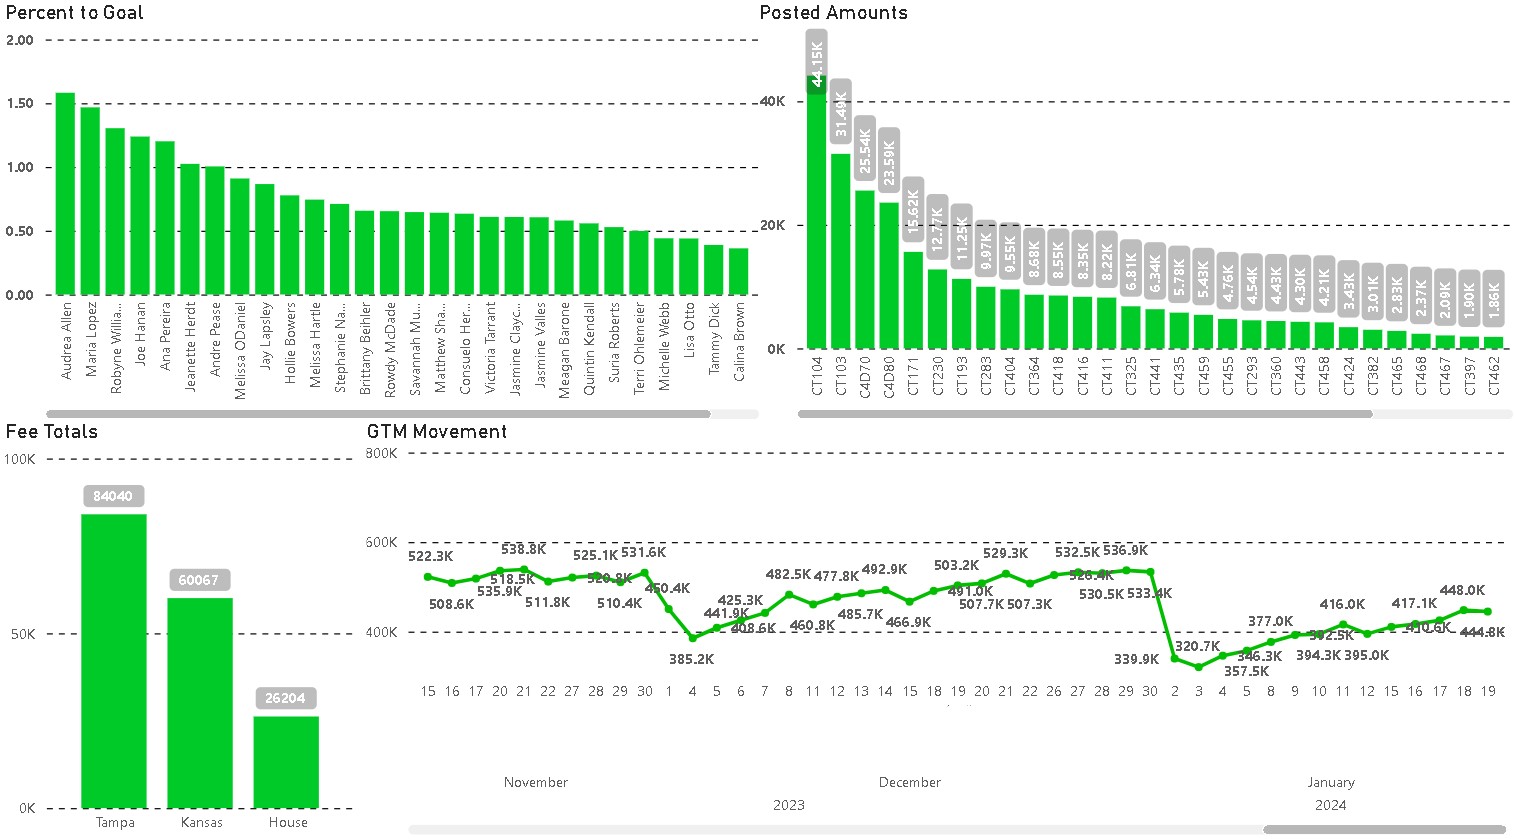 Percent to Goal
2.00
1.50
1.00
0.50
0.00
Audrea Allen
Maria Lopez
Robyne Willia...
Joe Hanan
Ana Pereira
Jeanette Herdt
Andre Pease
Melissa ODaniel
Jay Lapsley
Hollie Bowers
Melissa Hartle
Stephanie Na...
Brittany Beihler
Rowdy McDade
Savannah Mu...
Matthew Sha...
Consuelo Her...
Victoria Tarrant
Jasmine Clayc...
Jasmine Valles
Meagan Barone
Quintin Kendall
Suna Roberts
Terri Ohlemeier
Michelle Webb
Lisa Otto
Tammy Dick
Calina Brown
Posted Amounts
40K
20K
0K
44.15K
31.49K
25.54K
23.59K
15.62K
12.77K
11.25K
9.97K
9.55K
8.68K
8.55K
8.35K
8.22K
6.81K
6.34K
5.78K
5.43K
4.76K
4.54K
4.43K
4.30K
4.21K
3.43K
3.01K
2.83K
2.37K
2.09K
1.90K
1.86K
CT104
CT103
C4D70
C4D80
CT171
CT230
CT193
CT283
CT404
CT364
CT418
CT416
CT411
CT325
CT441
CT435
CT459
CT455
CT293
CT360
CT443
CT458
CT424
CT382
CT465
CT468
CT467
CT397
CT462
Fee Totals
100K
50K
0K
84040
60067
26204
Tampa
Kansas
House
GTM Movement
800K
600K
400K
522.3K
508.6K
535.9K
518.5K
538.8K
511.8K
525.1K
520.8K
510.4K
531.6K
450.4K
385.2K
441.9K
425.3K
408.6K
482.5K
460.8K
477.8K
485.7K
492.9K
466.9K
503.2K
491.0K
507.7K
529.3K
507.3K
532.5K
526.4K
530.5K
536.9K
533.4K
339.9K
320.7K
357.5K
346.3K
377.0K
394.3K
392.5K
416.0K
395.0K
417.1K
410.6K
448.0K
444.8K
15 16 17 20 21 22 27 28 29 30 1 4 5 6 7 8 11 12 13 14 15 18 19 20 21 22 26 27 28 29 30 2 3 4 5 8 9 10 11 12 15 16 17 18 19
November December January
2023 2024